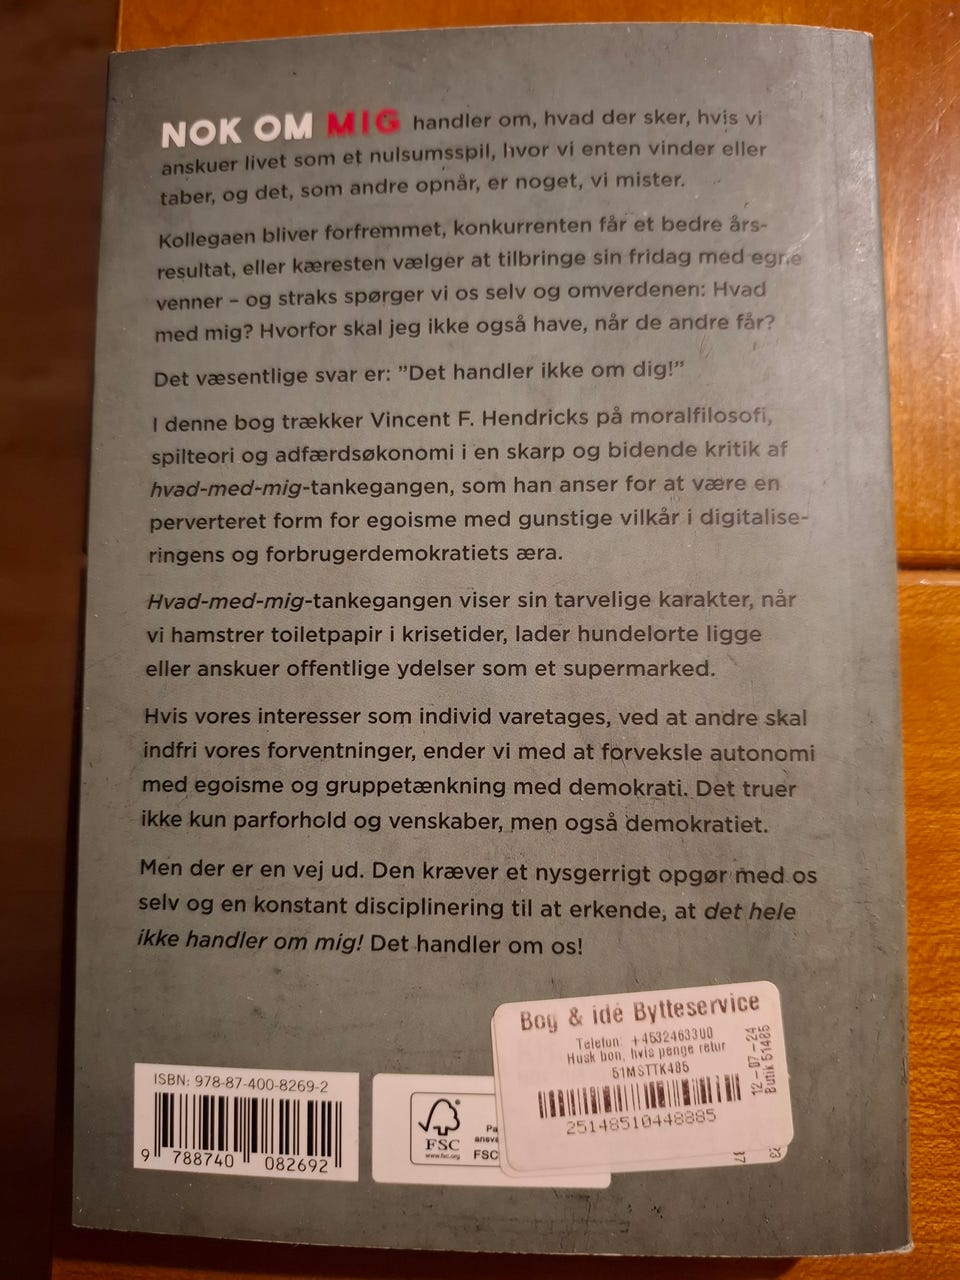 NOK OM MIG handler om, hvad der sker, hvis vi
anskuer livet som et nulsumsspil, hvor vi enten vinder eller
taber, og det, som andre opnår, er noget, vi mister.
Kollegaen bliver forfremmet, konkurrenten får et bedre års-
resultat, eller kæresten vælger at tilbringe sin fridag med egne
venner – og straks spørger vi os selv og omverdenen: Hvad
med mig? Hvorfor skal jeg ikke også have, når de andre får?
Det væsentlige svar er: ”Det handler ikke om dig!”
I denne bog trækker Vincent F. Hendricks på moralfilosofi,
spilteori og adfærdsøkonomi i en skarp og bidende kritik af
hvad-med-mig-tankegangen, som han anser for at være en
perverteret form for egoisme med gunstige vilkår i digitalise-
ringens og forbrugerdemokratiets æra.
Hvad-med-mig-tankegangen viser sin tarvelige karakter, når
vi hamstrer toiletpapir i krisetider, lader hundelorte ligge
eller anskuer offentlige ydelser som et supermarked.
Hvis vores interesser som individ varetages, ved at andre skal
indfri vores forventninger, ender vi med at forveksle autonomi
med egoisme og gruppetænkning med demokrati. Det truer
ikke kun parforhold og venskaber, men også demokratiet.
Men der er en vej ud. Den kræver et nysgerrigt opgør med os
selv og en konstant disciplinering til at erkende, at det hele
ikke handler om mig! Det handler om os!
ISBN: 978-87-400-8269-2
9 788740 082692
FSC
www.fsc.org
FSC
Bog & idé Bytteservice
Telefon: +4532463300
Husk bon, hvis penge retur
51MSTTK485
25148510448885
12-07-24
Butik 51485